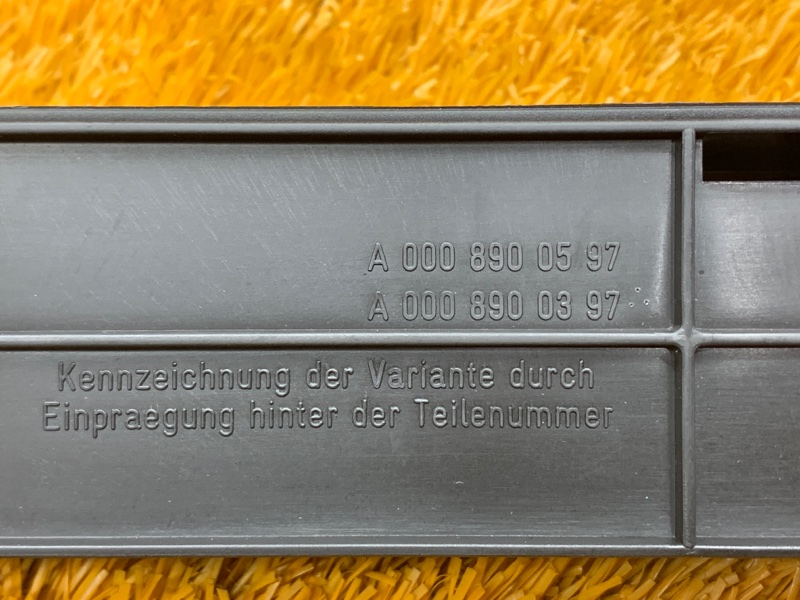 A 000 890 05 97
A 000 890 03 97
Kennzeichnung der Variante durch
Einpraegung hinter der Teilenummer